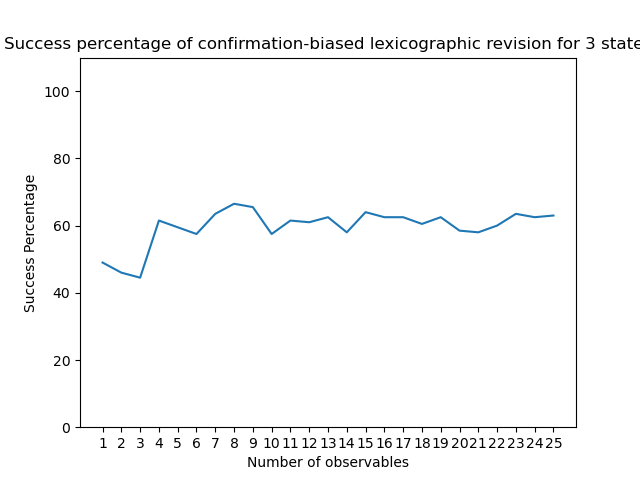 Success percentage of confirmation-biased lexicographic revision for 3 state
100
80
60
40
20
0
Success Percentage
1 2 3 4 5 6 7 8 9 10 11 12 13 14 15 16 17 18 19 20 21 22 23 24 25
Number of observables